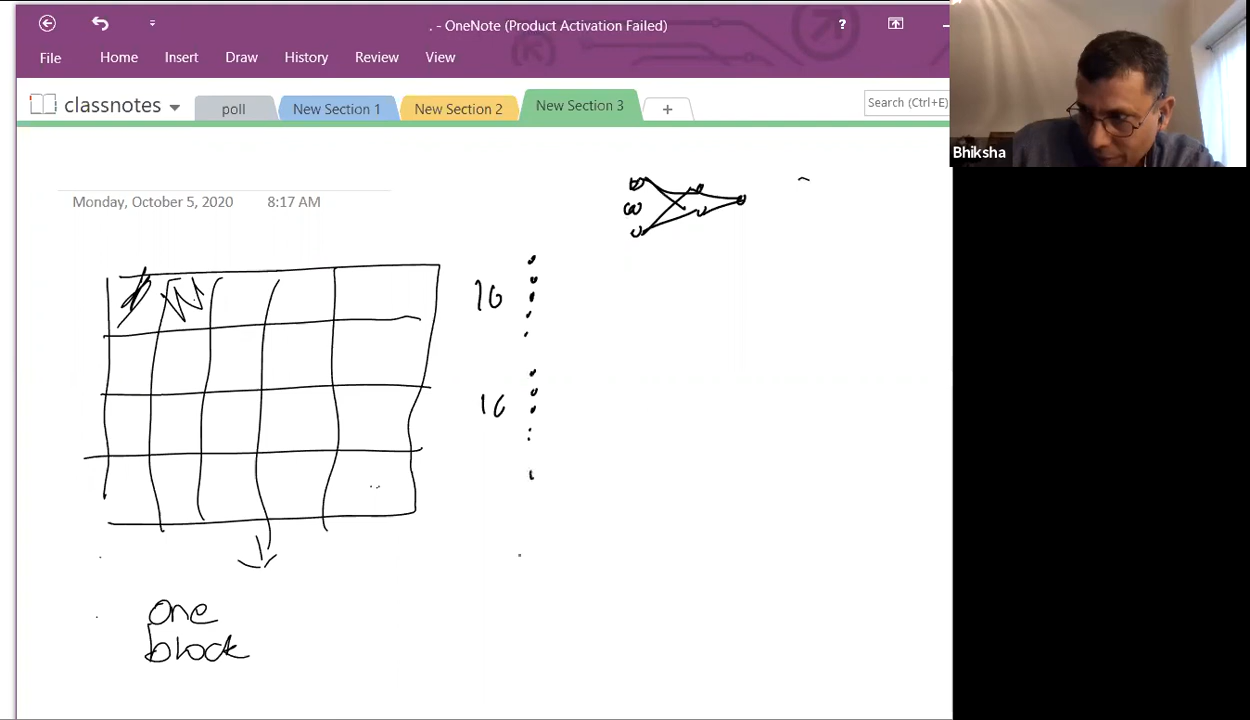 . - OneNote (Product Activation Failed)
?
File Home Insert Draw History Review View
classnotes poll New Section 1 New Section 2 New Section 3 + Search (Ctrl+E)
Bhiksha
Monday, October 5, 2020 8:17 AM
16
16
one
block